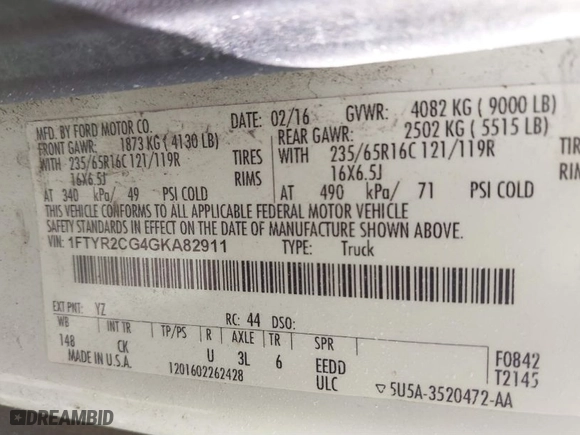 MFD. BY FORD MOTOR CO.
DATE: 02/16 GVWR: 4082 KG ( 9000 LB)
FRONT GAWR: 1873 KG ( 4130 LB)
REAR GAWR: 2502 KG ( 5515 LB)
WITH 235/65R16C 121/119R TIRES
WITH 235/65R16C 121/119R
16X6.5J RIMS
16X6.5J
AT 340 kPa/ 49 PSI COLD
AT 490 kPa/ 71 PSI COLD
THIS VEHICLE CONFORMS TO ALL APPLICABLE FEDERAL MOTOR VEHICLE
SAFETY STANDARDS IN EFFECT ON THE DATE OF MANUFACTURE SHOWN ABOVE.
VIN: 1FTYR2CG4GKA82911 TYPE: Truck
EXT PNT: YZ RC: 44 DSO:
WB INT TR TP/PS R AXLE TR SPR
148 CK U 3L 6 EEDD
ULC
F0842
T2145
MADE IN U.S.A. 1201602262428
▽5U5A-3520472-AA
DREAMBID